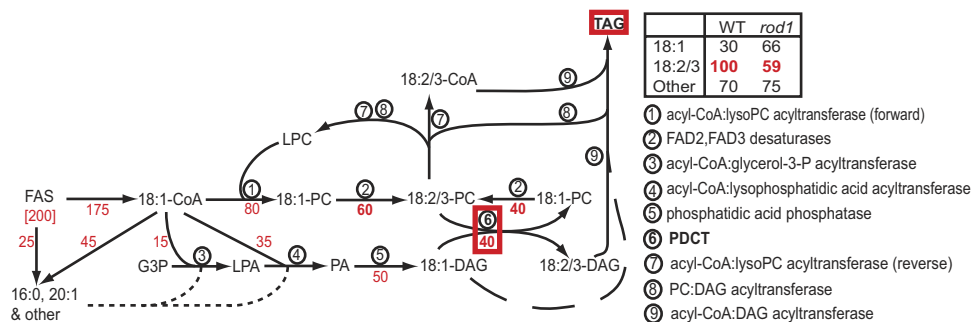 TAG
WT rod1
18:1 30 66
18:2/3 100 59
Other 70 75
9
18:2/3-CoA
7 8
7
8
LPC
9
FAS
[200]
175
18:1-CoA
1
80
18:1-PC
2
60
18:2/3-PC
2
40
18:1-PC
25
45
15
35
6
40
G3P
3
LPA
4
PA
5
50
18:1-DAG
18:2/3-DAG
16:0, 20:1
& other
1 acyl-CoA:lysoPC acyltransferase (forward)
2 FAD2,FAD3 desaturases
3 acyl-CoA:glycerol-3-P acyltransferase
4 acyl-CoA:lysophosphatidic acid acyltransferase
5 phosphatidic acid phosphatase
6 PDCT
7 acyl-CoA:lysoPC acyltransferase (reverse)
8 PC:DAG acyltransferase
9 acyl-CoA:DAG acyltransferase